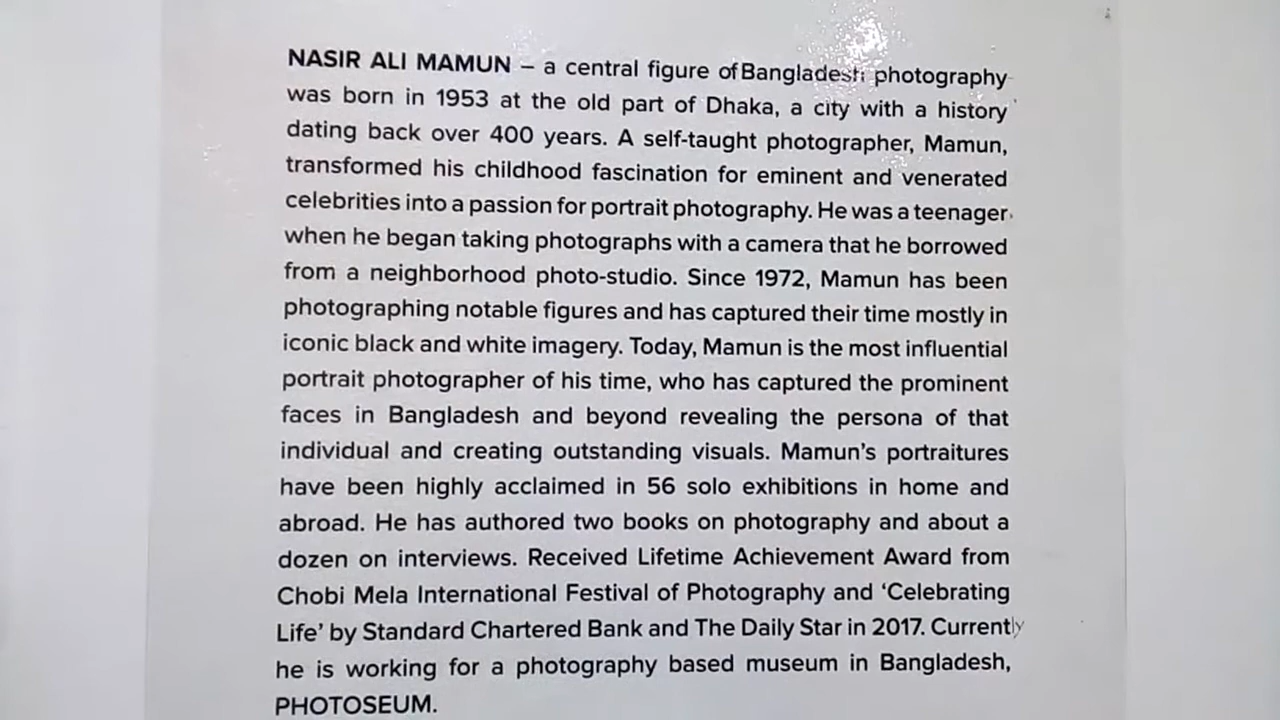 NASIR ALI MAMUN – a central figure of Bangladesh photography
was born in 1953 at the old part of Dhaka, a city with a history
dating back over 400 years. A self-taught photographer, Mamun,
transformed his childhood fascination for eminent and venerated
celebrities into a passion for portrait photography. He was a teenager
when he began taking photographs with a camera that he borrowed
from a neighborhood photo-studio. Since 1972, Mamun has been
photographing notable figures and has captured their time mostly in
iconic black and white imagery. Today, Mamun is the most influential
portrait photographer of his time, who has captured the prominent
faces in Bangladesh and beyond revealing the persona of that
individual and creating outstanding visuals. Mamun’s portraitures
have been highly acclaimed in 56 solo exhibitions in home and
abroad. He has authored two books on photography and about a
dozen on interviews. Received Lifetime Achievement Award from
Chobi Mela International Festival of Photography and ‘Celebrating
Life’ by Standard Chartered Bank and The Daily Star in 2017. Currently
he is working for a photography based museum in Bangladesh,
PHOTOSEUM.